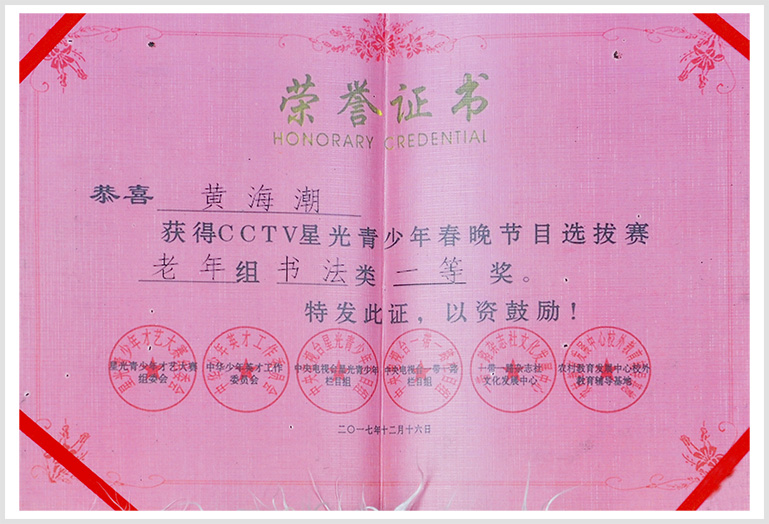 荣誉证书
HONORARY CREDENTIAL
恭喜 黄海潮
获得CCTV星光青少年春晚节目选拔赛
老年组 书法类 一等奖。
特发此证，以资鼓励！
星光青少年才艺大赛 中华少年英才工作 中央电视台星光青少年 中央电视台一带一路 一带一路杂志社 农村教育发展中心校外
组委会 委员会 栏目组 栏目组 文化发展中心 教育辅导基地
二〇一七年十二月十六日